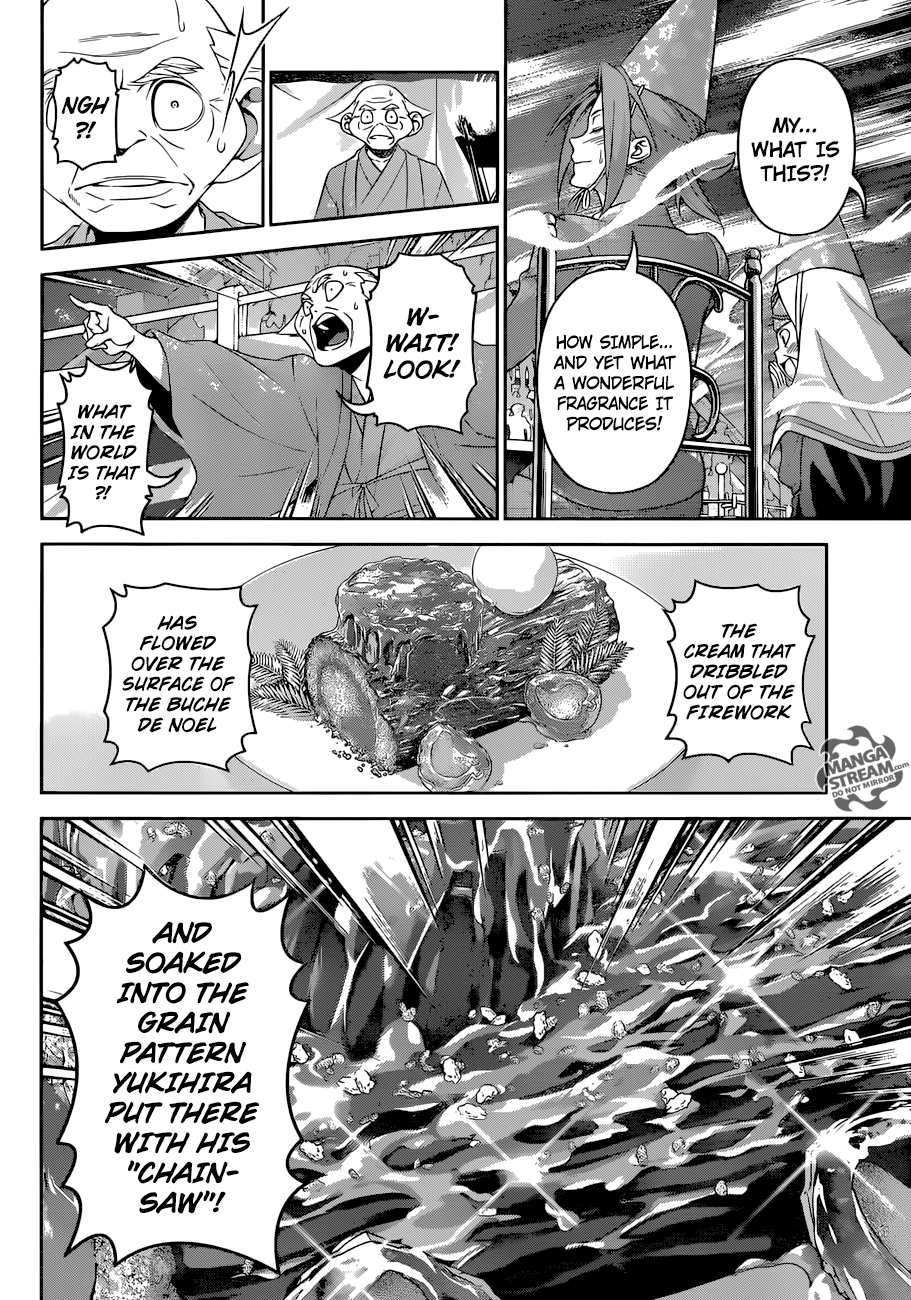 MY...
WHAT IS
THIS?!
HOW SIMPLE...
AND YET WHAT
A WONDERFUL
FRAGRANCE IT
PRODUCES!
NGH
?!
W-
WAIT!
LOOK!
WHAT
IN THE
WORLD
IS THAT
?!
THE
CREAM THAT
DRIBBLED
OUT OF THE
FIREWORK
HAS
FLOWED
OVER THE
SURFACE OF
THE BUCHE
DE NOEL
MANGA
STREAM.com
DO NOT MIRROR
AND
SOAKED
INTO THE
GRAIN
PATTERN
YUKIHIRA
PUT THERE
WITH HIS
"CHAIN-
SAW"!